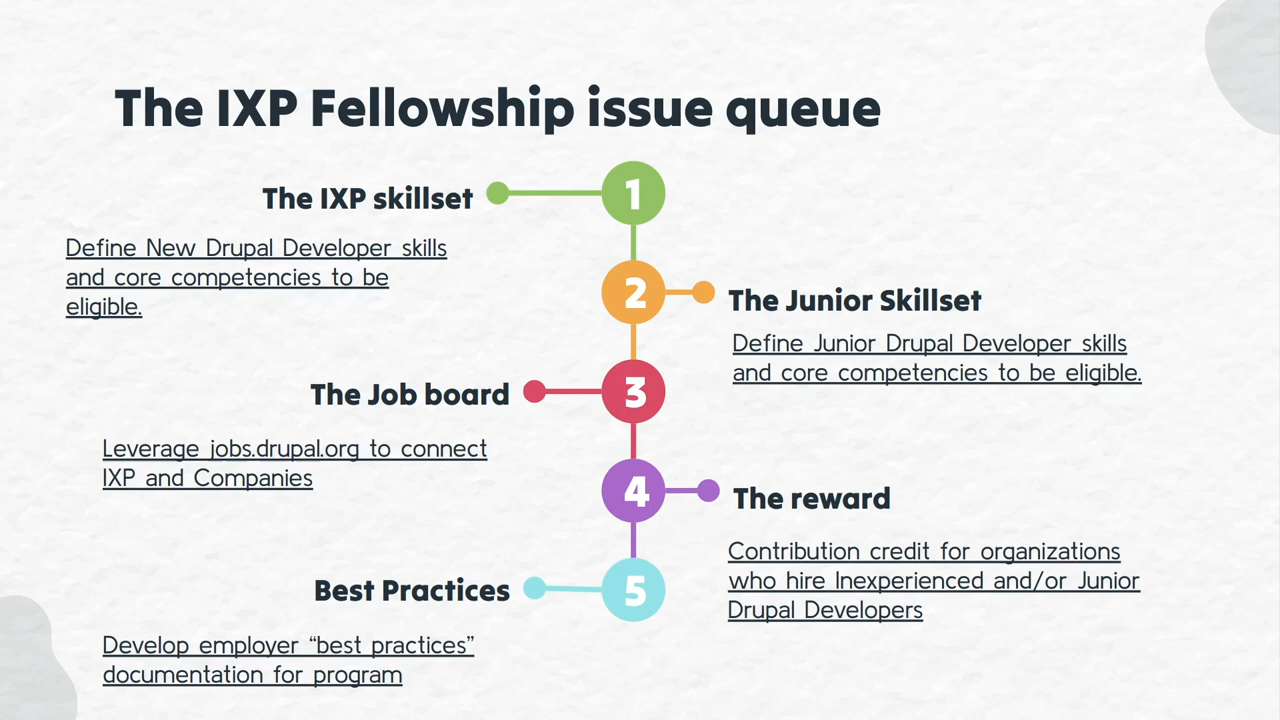 The IXP Fellowship issue queue
1
The IXP skillset
Define New Drupal Developer skills
and core competencies to be
eligible.
2
The Junior Skillset
Define Junior Drupal Developer skills
and core competencies to be eligible.
3
The Job board
Leverage jobs.drupal.org to connect
IXP and Companies
4
The reward
Contribution credit for organizations
who hire Inexperienced and/or Junior
Drupal Developers
5
Best Practices
Develop employer “best practices”
documentation for program